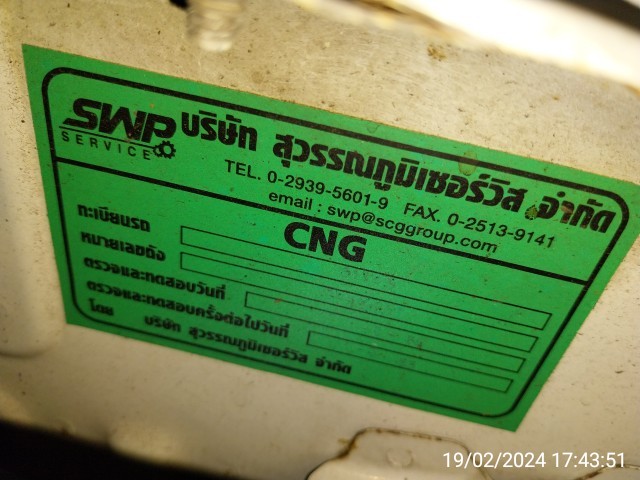 SWP
SERVICE
บริษัท สุวรรณภูมิเซอร์วิส จำกัด
TEL. 0-2939-5601-9 FAX. 0-2513-9141
email : swp@scggroup.com
CNG
ทะเบียนรถ
หมายเลขถัง
ตรวจและทดสอบวันที่
ตรวจและทดสอบครั้งต่อไปวันที่
โดย บริษัท สุวรรณภูมิเซอร์วิส จำกัด
19/02/2024 17:43:51